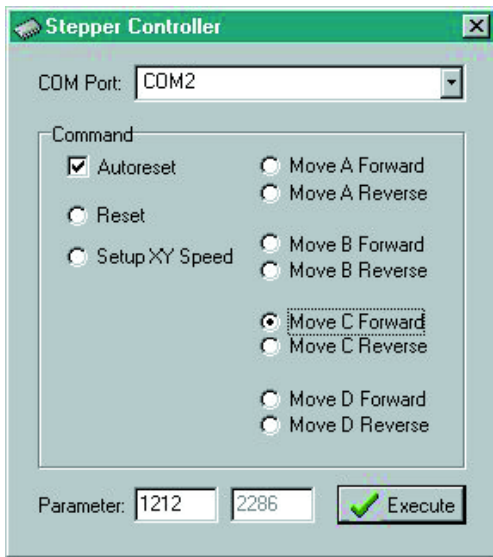 Stepper Controller
COM Port: COM2
Command
Autoreset
Reset
Setup XY Speed
Move A Forward
Move A Reverse
Move B Forward
Move B Reverse
Move C Forward
Move C Reverse
Move D Forward
Move D Reverse
Parameter: 1212 2286 Execute